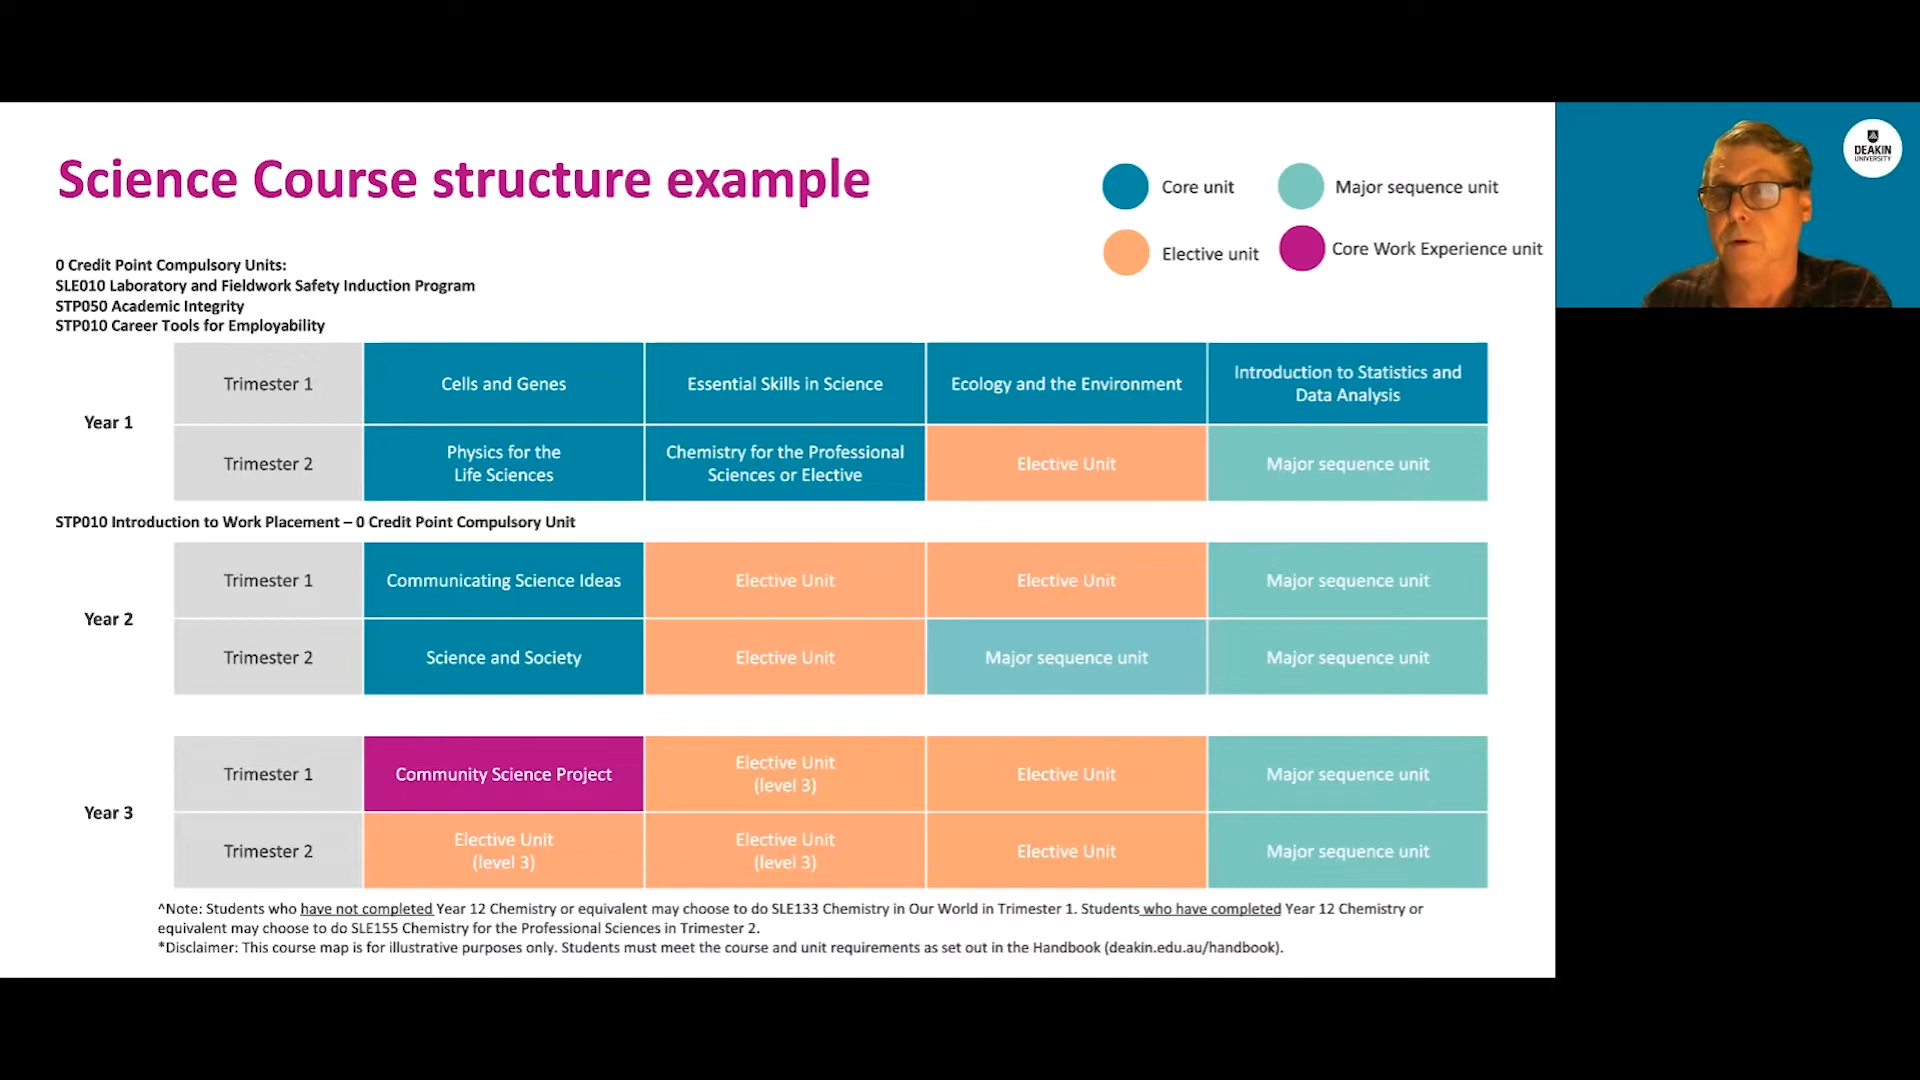 Science Course structure example
Core unit
Major sequence unit
Elective unit
Core Work Experience unit
DEAKIN
UNIVERSITY
0 Credit Point Compulsory Units:
SLE010 Laboratory and Fieldwork Safety Induction Program
STP050 Academic Integrity
STP010 Career Tools for Employability
Year 1
Trimester 1
Cells and Genes
Essential Skills in Science
Ecology and the Environment
Introduction to Statistics and
Data Analysis
Trimester 2
Physics for the
Life Sciences
Chemistry for the Professional
Sciences or Elective
Elective Unit
Major sequence unit
STP010 Introduction to Work Placement – 0 Credit Point Compulsory Unit
Year 2
Trimester 1
Communicating Science Ideas
Elective Unit
Elective Unit
Major sequence unit
Trimester 2
Science and Society
Elective Unit
Major sequence unit
Major sequence unit
Year 3
Trimester 1
Community Science Project
Elective Unit
(level 3)
Elective Unit
Major sequence unit
Trimester 2
Elective Unit
(level 3)
Elective Unit
(level 3)
Elective Unit
Major sequence unit
^Note: Students who have not completed Year 12 Chemistry or equivalent may choose to do SLE133 Chemistry in Our World in Trimester 1. Students who have completed Year 12 Chemistry or
equivalent may choose to do SLE155 Chemistry for the Professional Sciences in Trimester 2.
*Disclaimer: This course map is for illustrative purposes only. Students must meet the course and unit requirements as set out in the Handbook (deakin.edu.au/handbook).